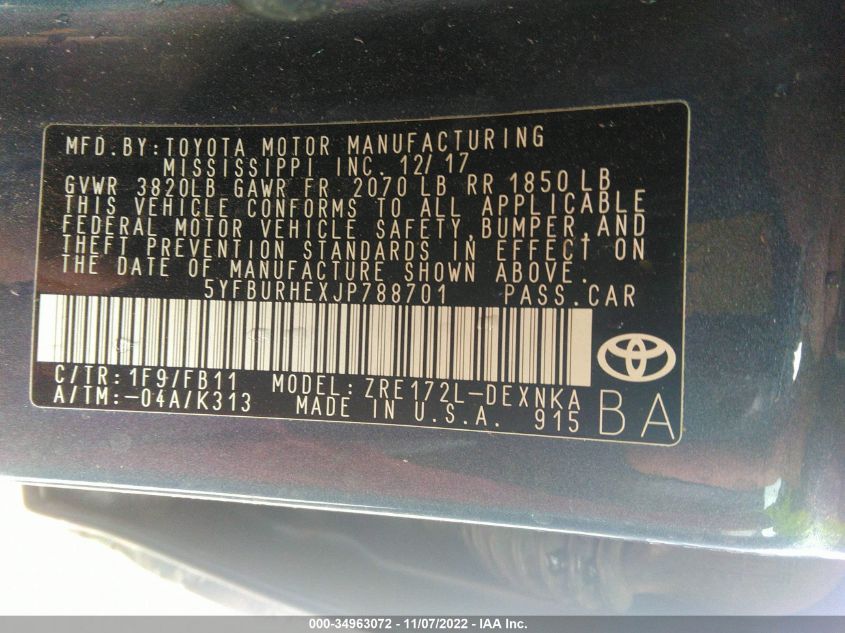 MFD. BY: TOYOTA MOTOR MANUFACTURING
MISSISSIPPI INC. 12/17
GVWR 3820LB GAWR FR 2070 LB RR 1850 LB
THIS VEHICLE CONFORMS TO ALL APPLICABLE
FEDERAL MOTOR VEHICLE SAFETY, BUMPER, AND
THEFT PREVENTION STANDARDS IN EFFECT ON
THE DATE OF MANUFACTURE SHOWN ABOVE.
5YFBURHEXJP788701 PASS. CAR
C/TR: 1F9/FB11 MODEL: ZRE172L-DEXNKA
A/TM: -04A/K313 MADE IN U.S.A. 915 BA
000-34963072 - 11/07/2022 - IAA Inc.